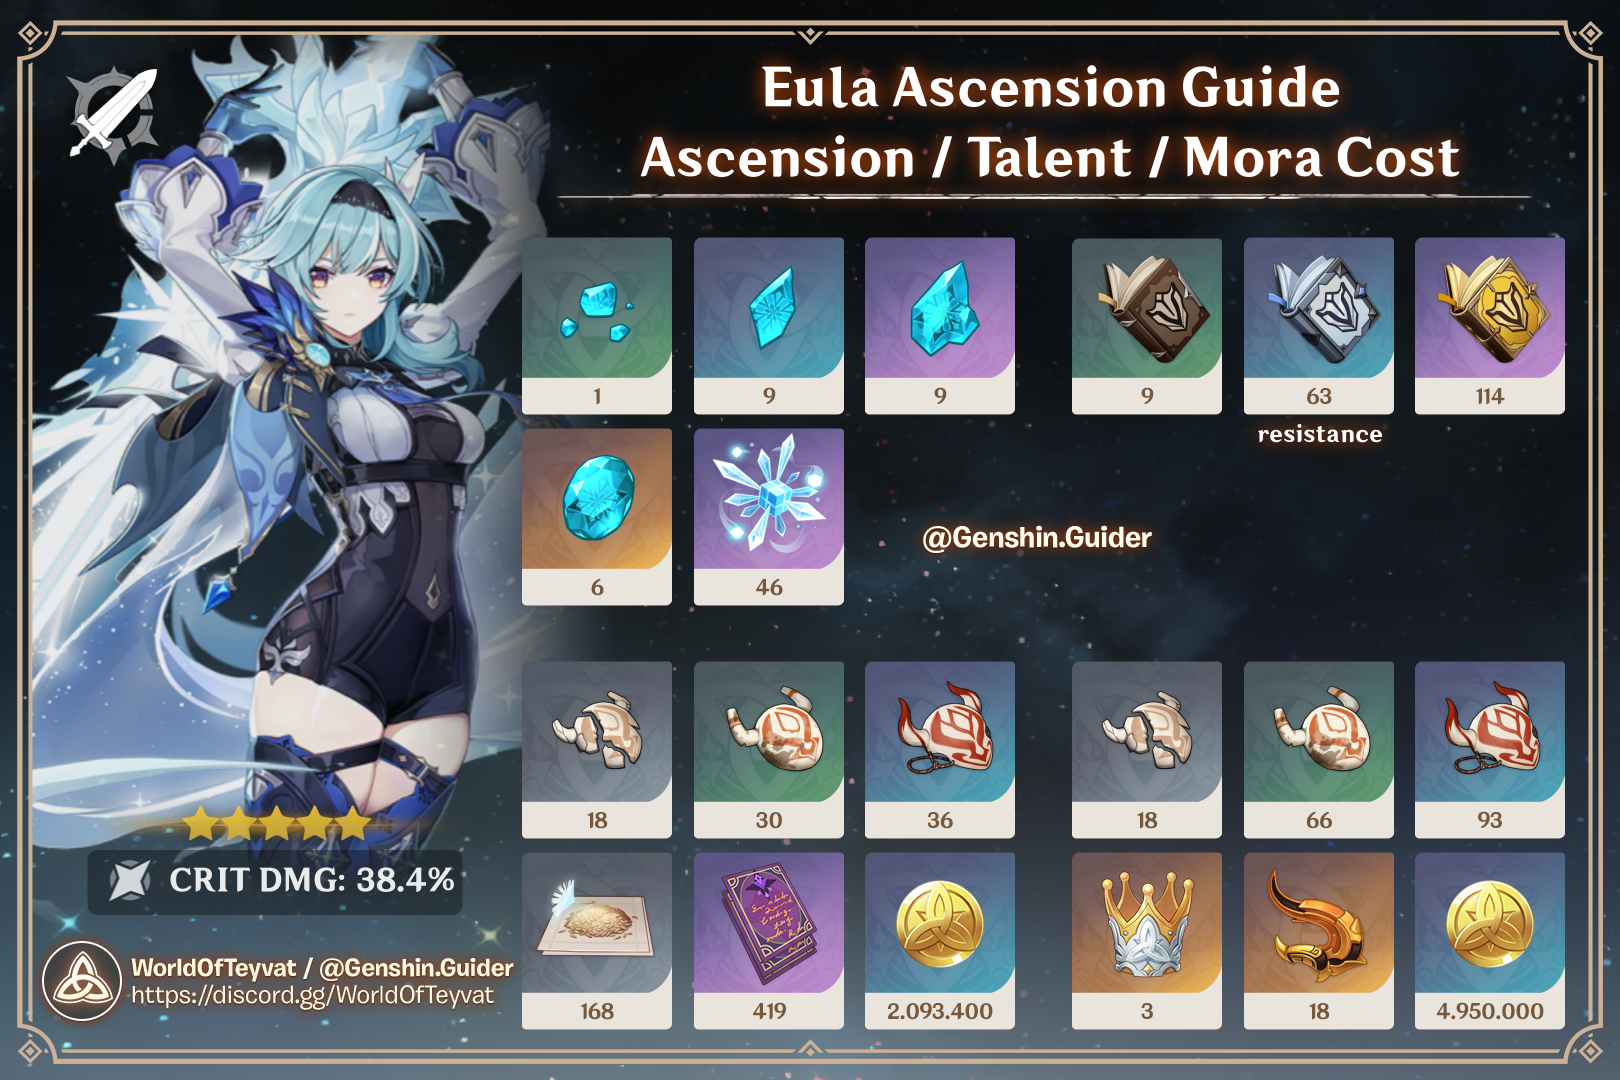 Eula Ascension Guide
Ascension / Talent / Mora Cost
1
9
9
9
63
114
resistance
6
46
@Genshin.Guider
18
30
36
18
66
93
CRIT DMG: 38.4%
168
419
2.093.400
3
18
4.950.000
WorldOfTeyvat / @Genshin.Guider
https://discord.gg/WorldOfTeyvat